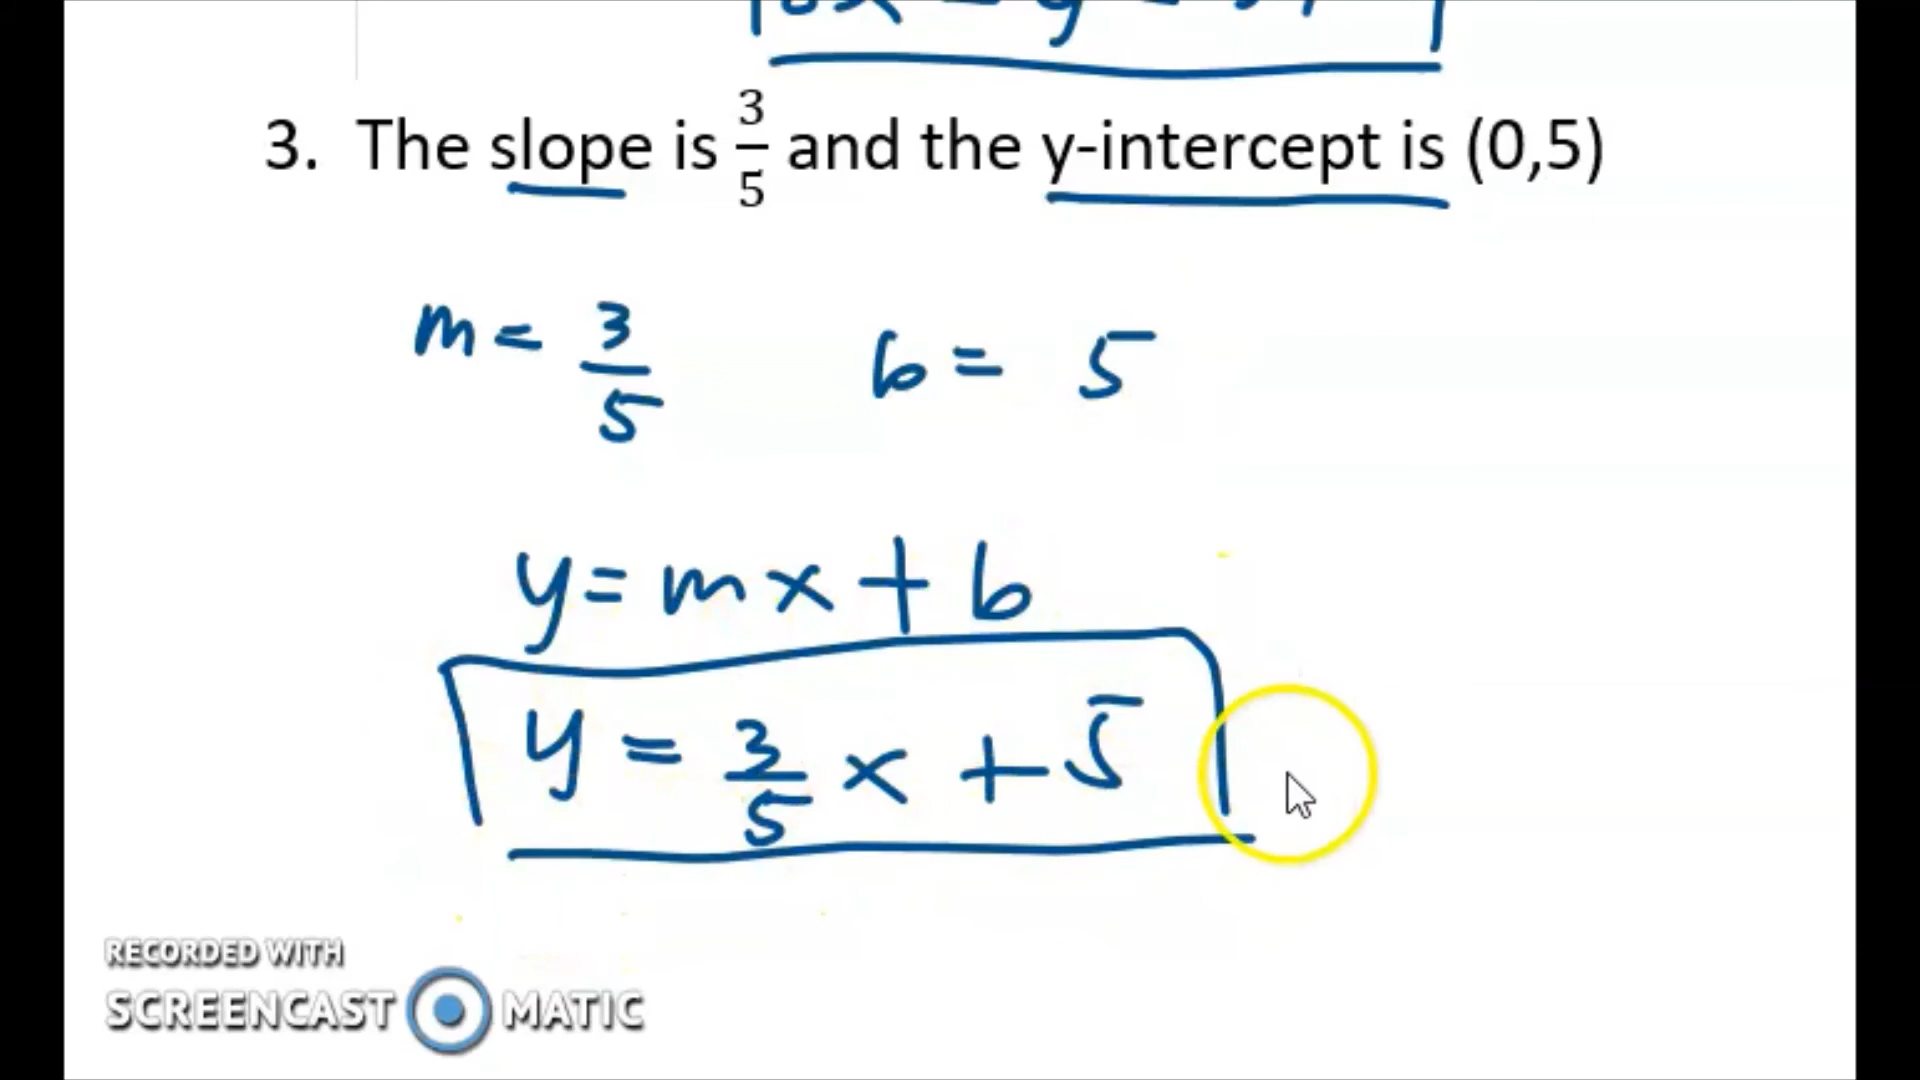 3. The slope is 3/5 and the y-intercept is (0,5)
m = 3/5 b = 5
y = mx + b
y = 3/5 x + 5
RECORDED WITH
SCREENCAST MATIC